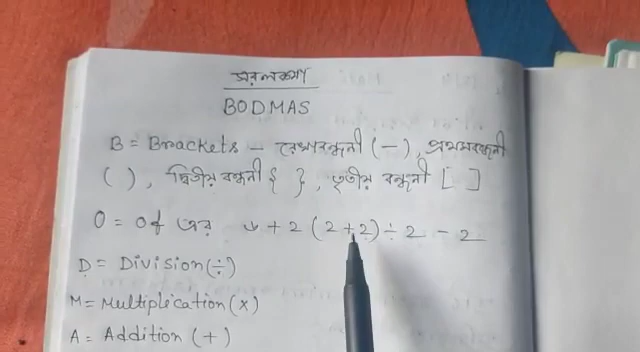 সরলকষা
BODMAS
B = Brackets – রেখাবন্ধনী (—), প্রথমবন্ধনী
( ), দ্বিতীয় বন্ধনী { }, তৃতীয় বন্ধনী [ ]
O = Of এর + 2 (2+2) ÷ 2 - 2
D = Division (÷)
M = Multiplication (×)
A = Addition (+)